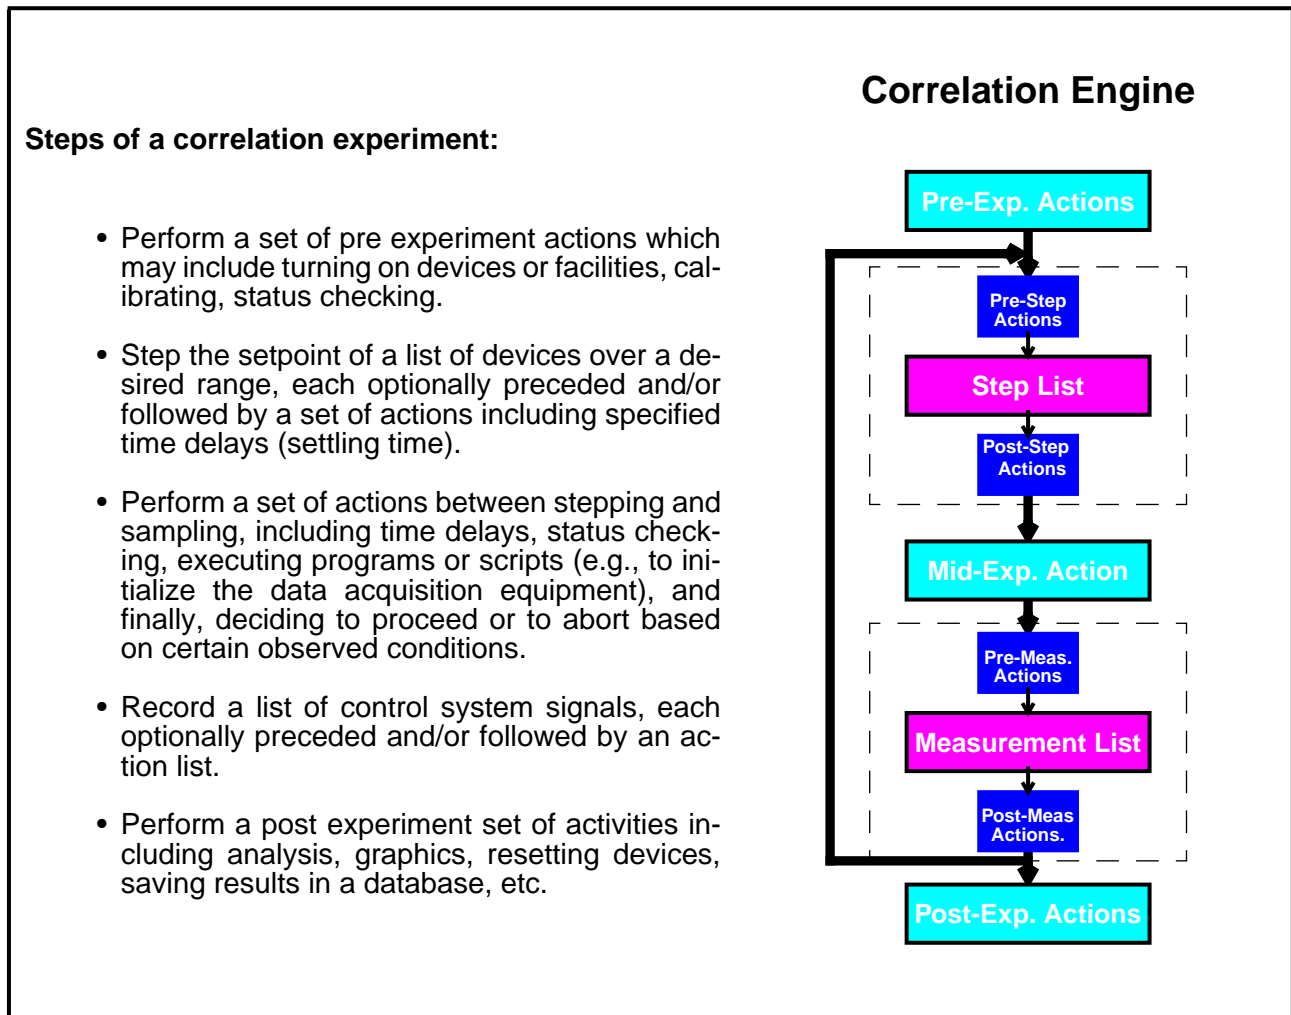 Correlation Engine
Steps of a correlation experiment:
• Perform a set of pre experiment actions which
may include turning on devices or facilities, cal-
ibrating, status checking.
• Step the setpoint of a list of devices over a de-
sired range, each optionally preceded and/or
followed by a set of actions including specified
time delays (settling time).
• Perform a set of actions between stepping and
sampling, including time delays, status check-
ing, executing programs or scripts (e.g., to ini-
tialize the data acquisition equipment), and
finally, deciding to proceed or to abort based
on certain observed conditions.
• Record a list of control system signals, each
optionally preceded and/or followed by an ac-
tion list.
• Perform a post experiment set of activities in-
cluding analysis, graphics, resetting devices,
saving results in a database, etc.
Pre-Exp. Actions
Pre-Step
Actions
Step List
Post-Step
Actions
Mid-Exp. Action
Pre-Meas.
Actions
Measurement List
Post-Meas
Actions.
Post-Exp. Actions